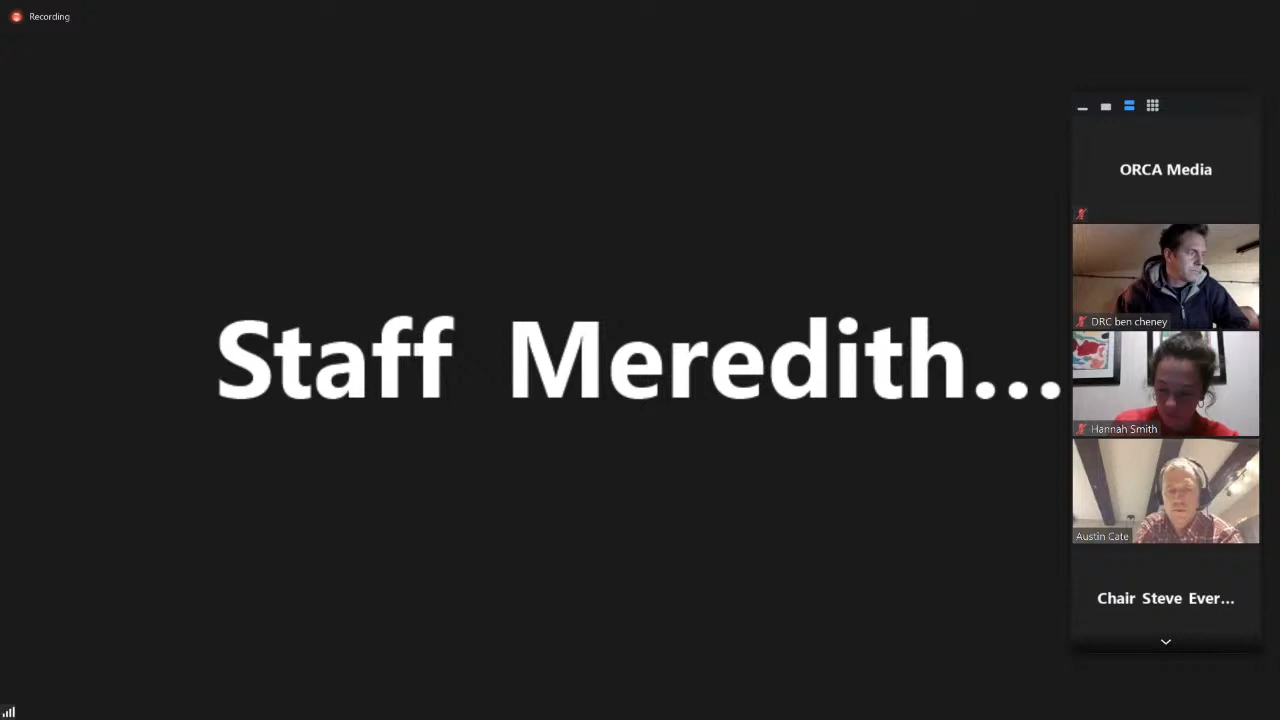 Recording
Staff Meredith...
ORCA Media
DRC ben cheney
Hannah Smith
Austin Cate
Chair Steve Ever...